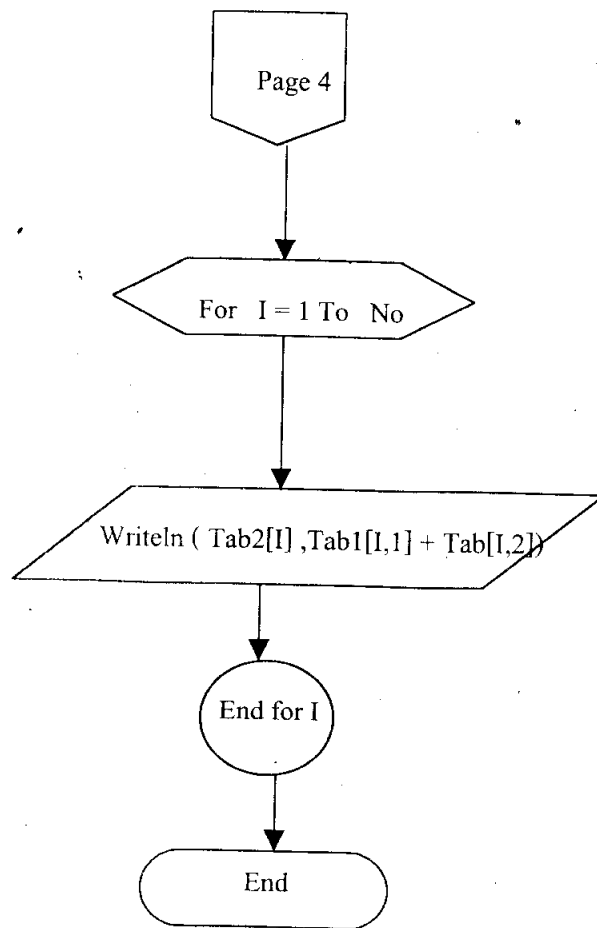 Page 4
For I = 1 To No
Writeln ( Tab2[I] ,Tab1[I,1] + Tab[I,2])
End for I
End